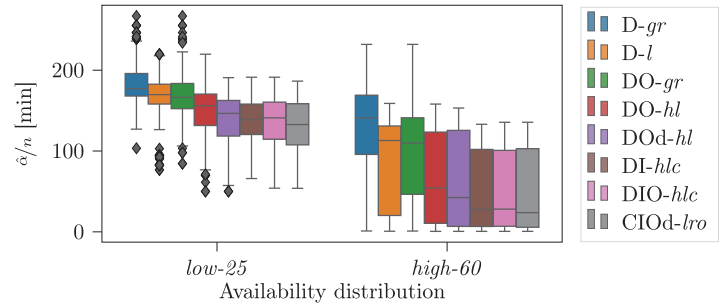 200
100
0
α̂/n [min]
low-25
high-60
Availability distribution
D-gr
D-l
DO-gr
DO-hl
DOd-hl
DI-hlc
DIO-hlc
CIOd-lro